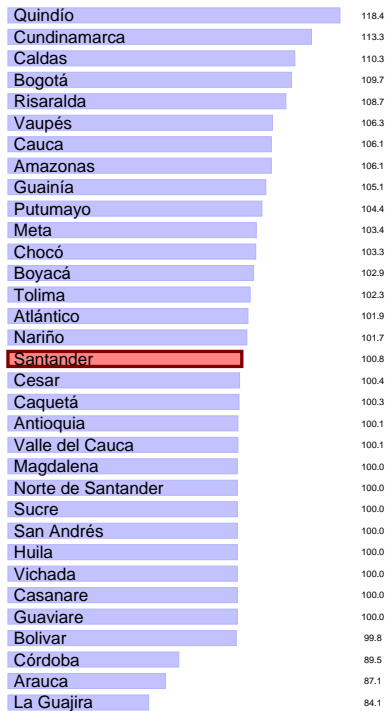 Quindío 118.4
Cundinamarca 113.3
Caldas 110.3
Bogotá 109.7
Risaralda 108.7
Vaupés 106.3
Cauca 106.1
Amazonas 106.1
Guainía 105.1
Putumayo 104.4
Meta 103.4
Chocó 103.3
Boyacá 102.9
Tolima 102.3
Atlántico 101.9
Nariño 101.7
Santander 100.8
Cesar 100.4
Caquetá 100.3
Antioquia 100.1
Valle del Cauca 100.1
Magdalena 100.0
Norte de Santander 100.0
Sucre 100.0
San Andrés 100.0
Huila 100.0
Vichada 100.0
Casanare 100.0
Guaviare 100.0
Bolivar 99.8
Córdoba 89.5
Arauca 87.1
La Guajira 84.1